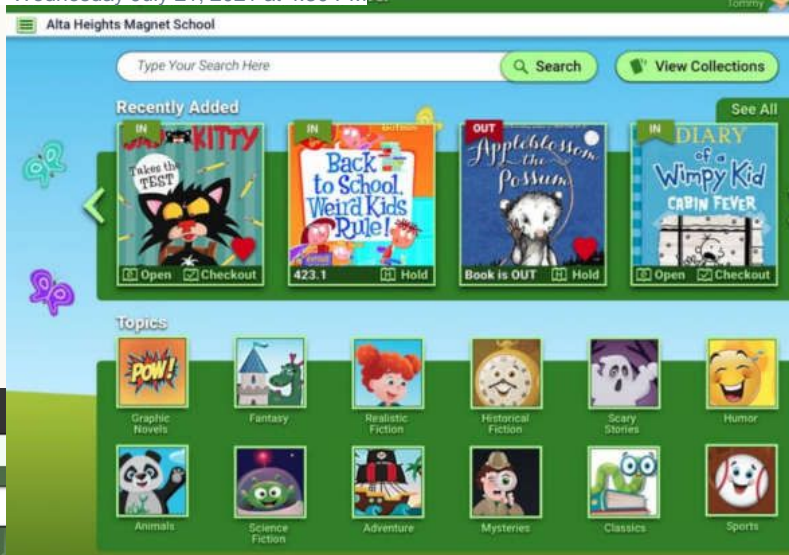 Tommy
Alta Heights Magnet School
Type Your Search Here
Search
View Collections
Recently Added
See All
IN
KITTY
Takes the
TEST
Open
Checkout
IN
Back
to School,
Weird Kids
Rule!
423.1
Hold
OUT
Appleblossom
the
Possum
Book is OUT
Hold
IN
DIARY
of a
Wimpy Kid
CABIN FEVER
Open
Checkout
Topics
POW!
Graphic
Novels
Fantasy
Realistic
Fiction
Historical
Fiction
Scary
Stories
Humor
Animals
Science
Fiction
Adventure
Mysteries
Classics
Sports